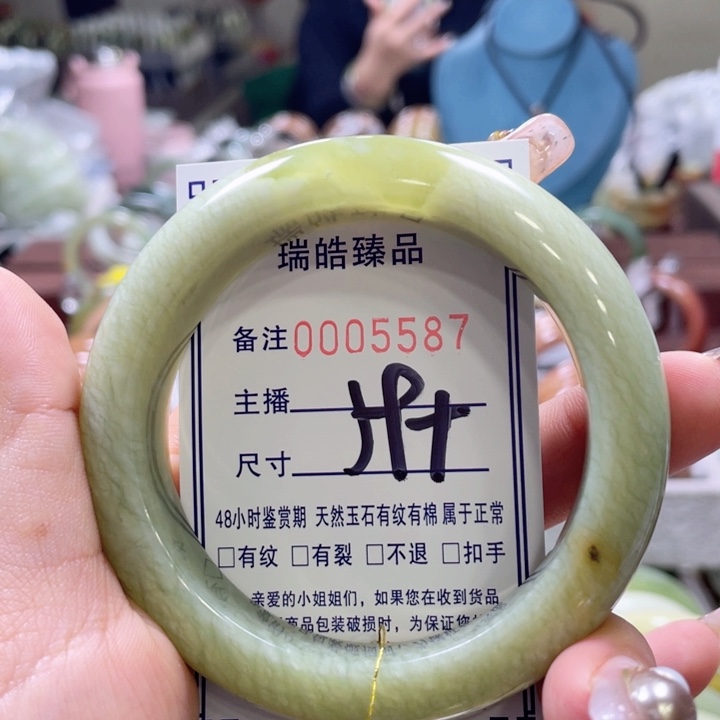 瑞皓臻品
备注0005587
主播
尺寸
48小时鉴赏期 天然玉石有纹有棉 属于正常
□有纹 □有裂 □不退 □扣手
亲爱的小姐姐们，如果您在收到货品
商品包装破损时，为保证您